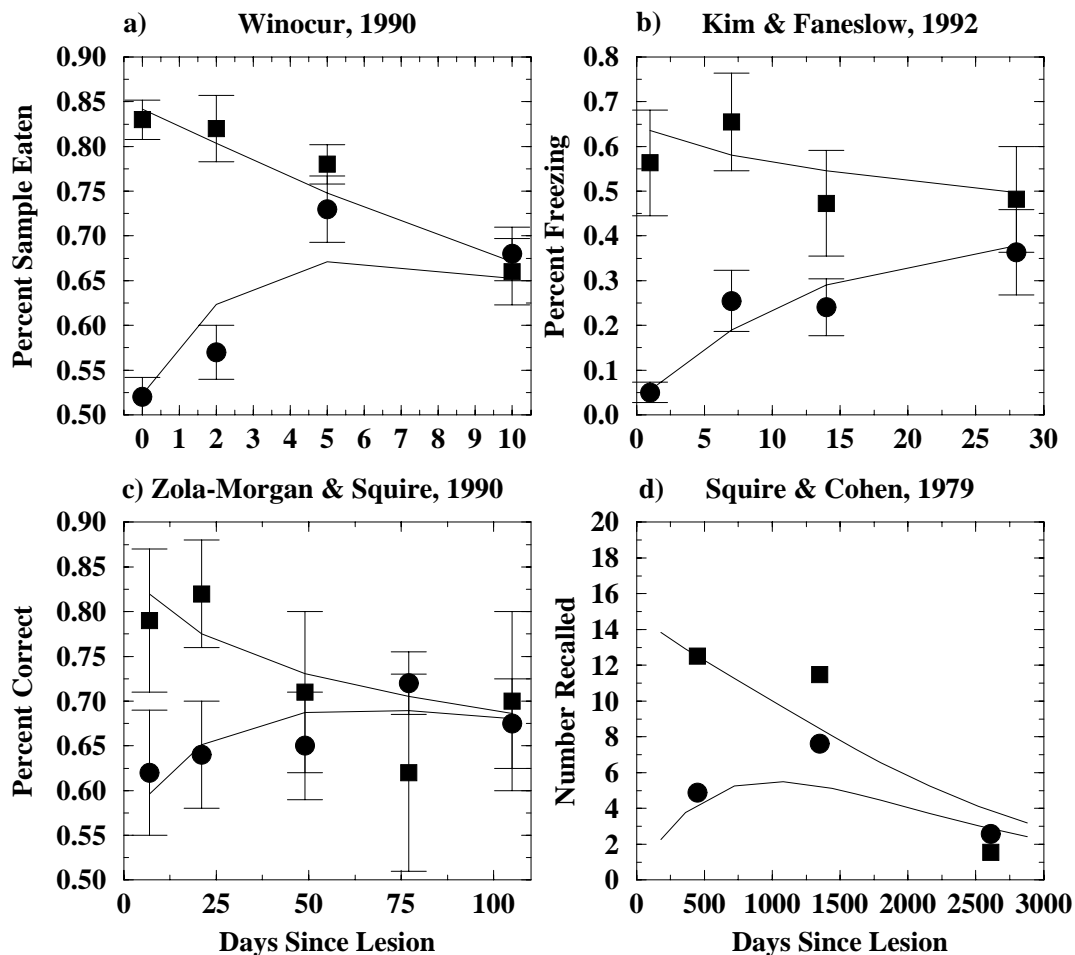 a) Winocur, 1990
Percent Sample Eaten
0.90
0.85
0.80
0.75
0.70
0.65
0.60
0.55
0.50
0 1 2 3 4 5 6 7 8 9 10
b) Kim & Faneslow, 1992
Percent Freezing
0.8
0.7
0.6
0.5
0.4
0.3
0.2
0.1
0.0
0 5 10 15 20 25 30
c) Zola-Morgan & Squire, 1990
Percent Correct
0.90
0.85
0.80
0.75
0.70
0.65
0.60
0.55
0.50
0 25 50 75 100
Days Since Lesion
d) Squire & Cohen, 1979
Number Recalled
20
18
16
14
12
10
8
6
4
2
0
0 500 1000 1500 2000 2500 3000
Days Since Lesion